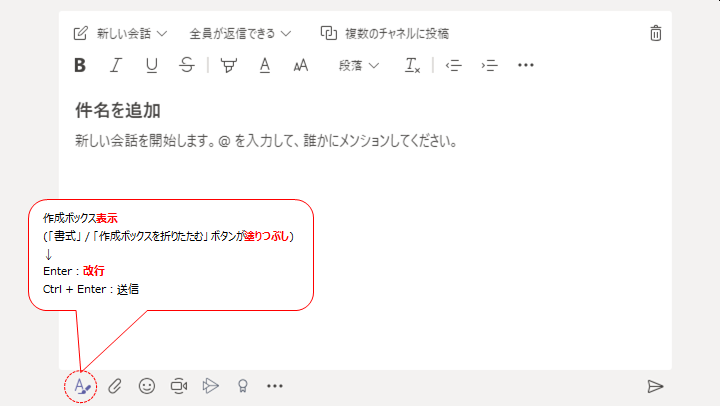 新しい会話 全員が返信できる 複数のチャネルに投稿
B I U S A AA 段落 Tx
件名を追加
新しい会話を開始します。@ を入力して、誰かにメンションしてください。
作成ボックス表示
(「書式」 / 「作成ボックスを折りたたむ」 ボタンが塗りつぶし)
↓
Enter : 改行
Ctrl + Enter : 送信